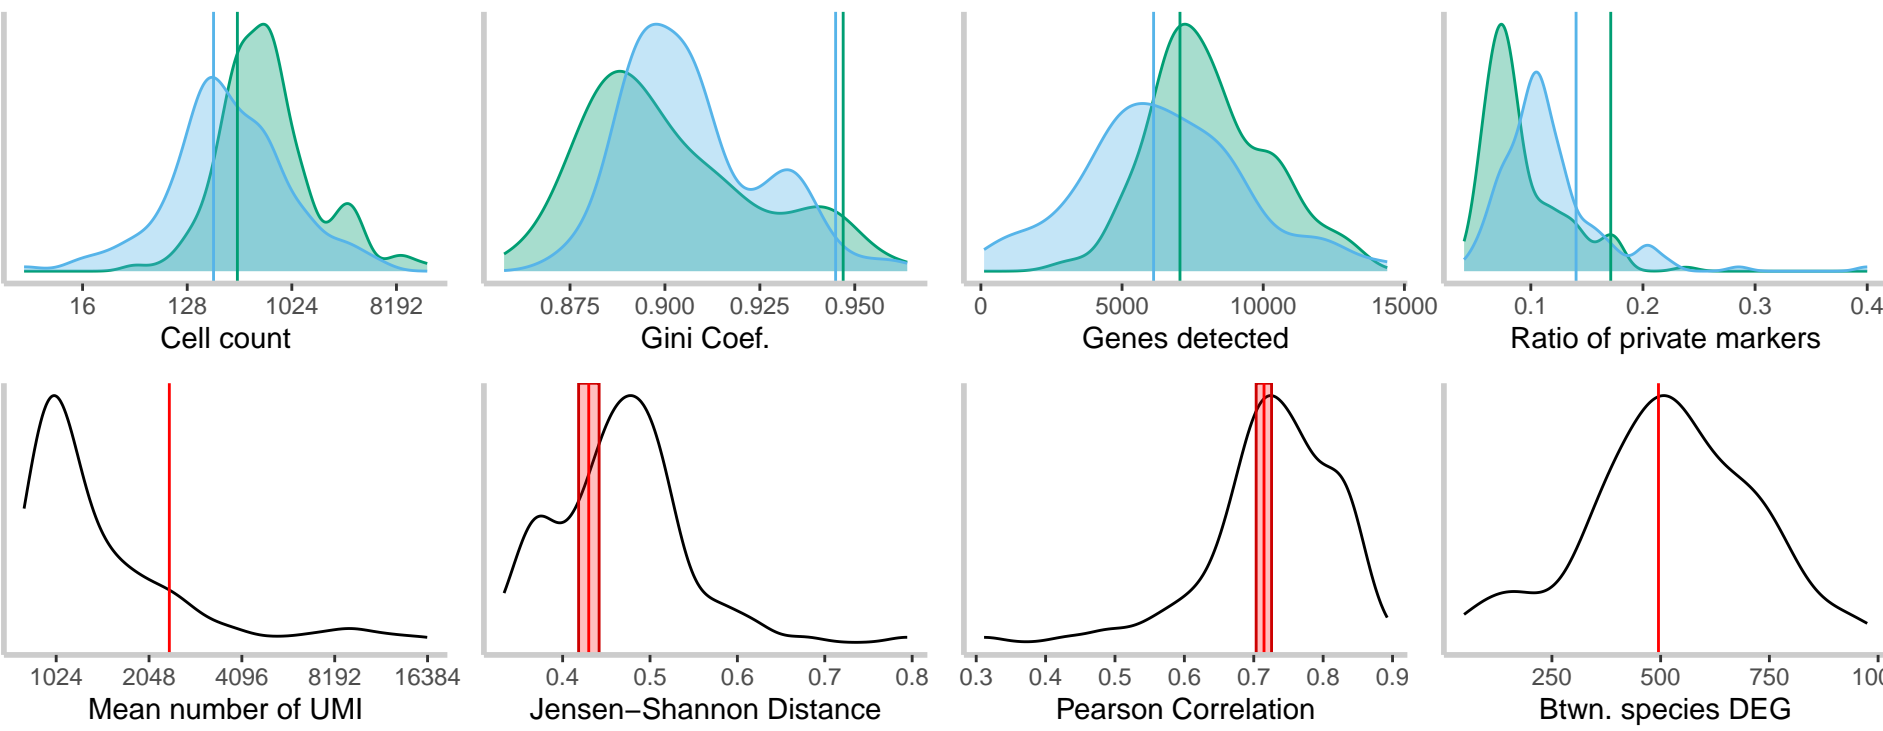 16 128 1024 8192
Cell count
0.875 0.900 0.925 0.950
Gini Coef.
0 5000 10000 15000
Genes detected
0.1 0.2 0.3 0.4
Ratio of private markers
1024 2048 4096 8192 16384
Mean number of UMI
0.4 0.5 0.6 0.7 0.8
Jensen−Shannon Distance
0.3 0.4 0.5 0.6 0.7 0.8 0.9
Pearson Correlation
250 500 750 100
Btwn. species DEG